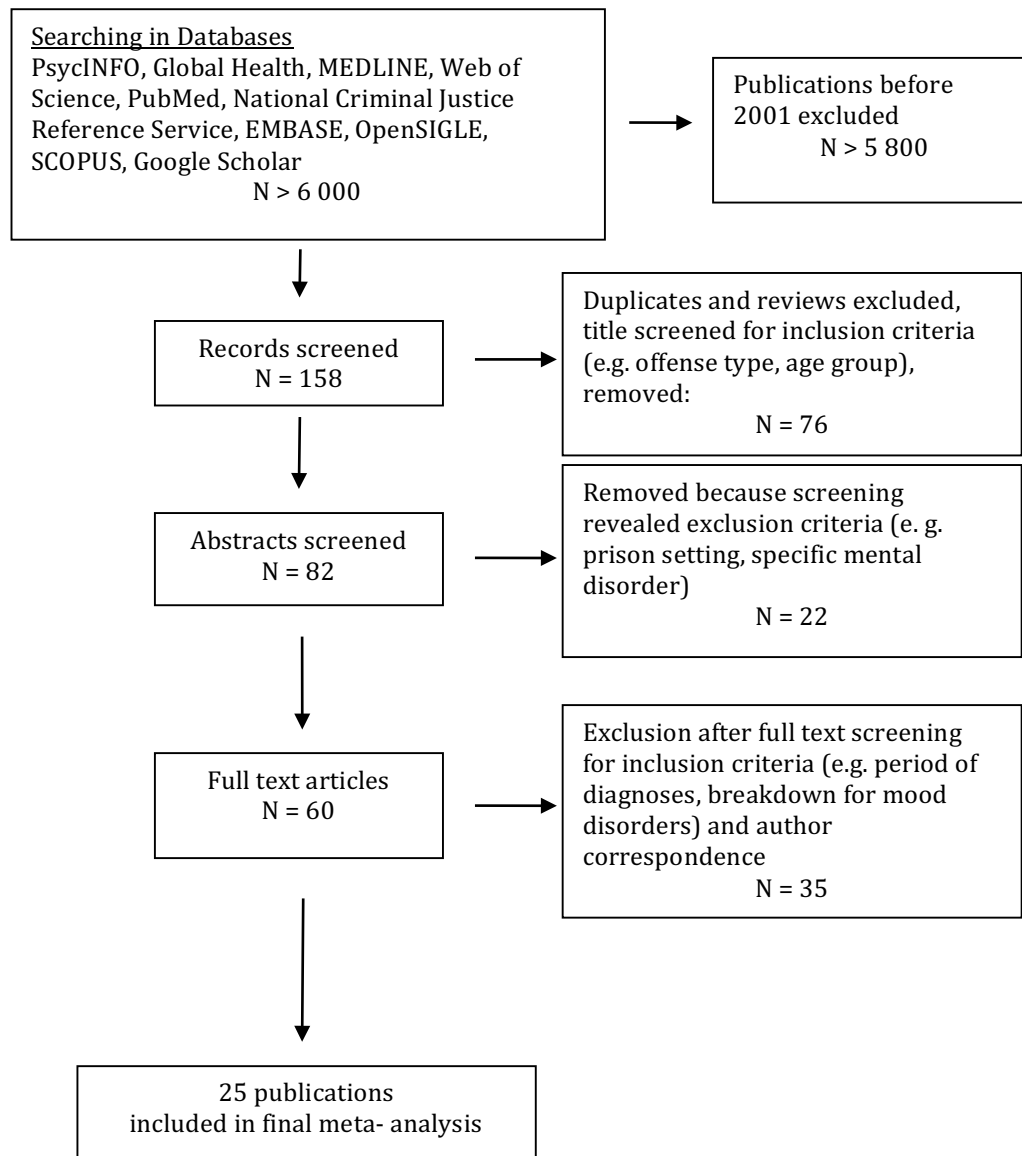 Searching in Databases
PsycINFO, Global Health, MEDLINE, Web of
Science, PubMed, National Criminal Justice
Reference Service, EMBASE, OpenSIGLE,
SCOPUS, Google Scholar
N > 6 000
Publications before
2001 excluded
N > 5 800
Records screened
N = 158
Duplicates and reviews excluded,
title screened for inclusion criteria
(e.g. offense type, age group),
removed:
N = 76
Abstracts screened
N = 82
Removed because screening
revealed exclusion criteria (e. g.
prison setting, specific mental
disorder)
N = 22
Full text articles
N = 60
Exclusion after full text screening
for inclusion criteria (e.g. period of
diagnoses, breakdown for mood
disorders) and author
correspondence
N = 35
25 publications
included in final meta- analysis